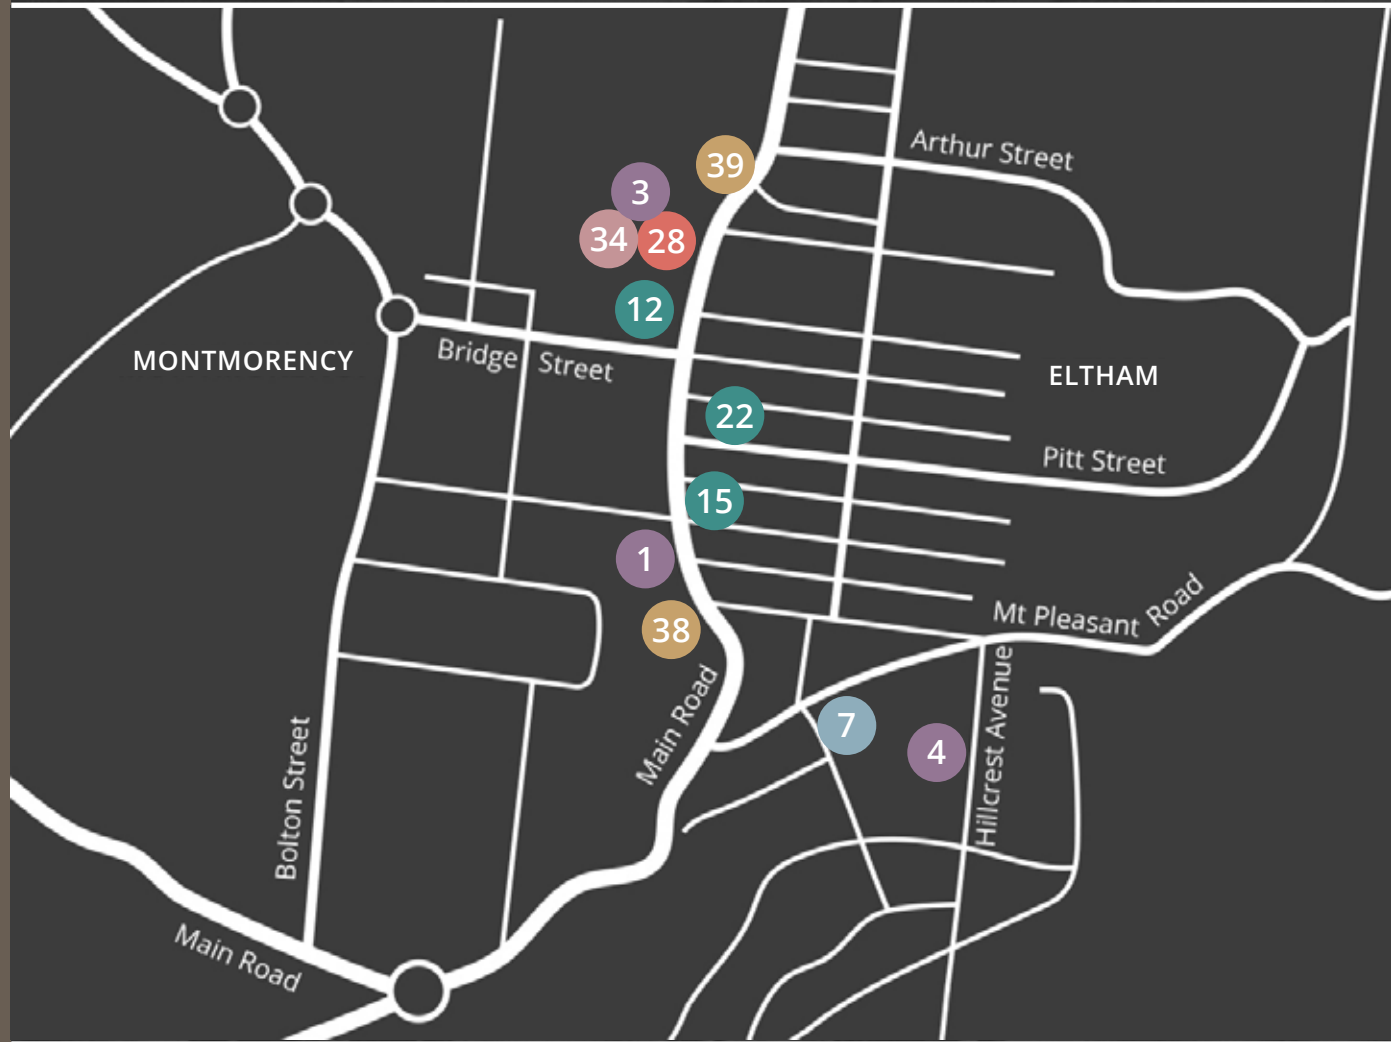 Arthur Street
39
3
34
28
12
MONTMORENCY
Bridge Street
ELTHAM
22
Pitt Street
15
1
38
Mt Pleasant Road
Main Road
7
4
Hillcrest Avenue
Bolton Street
Main Road